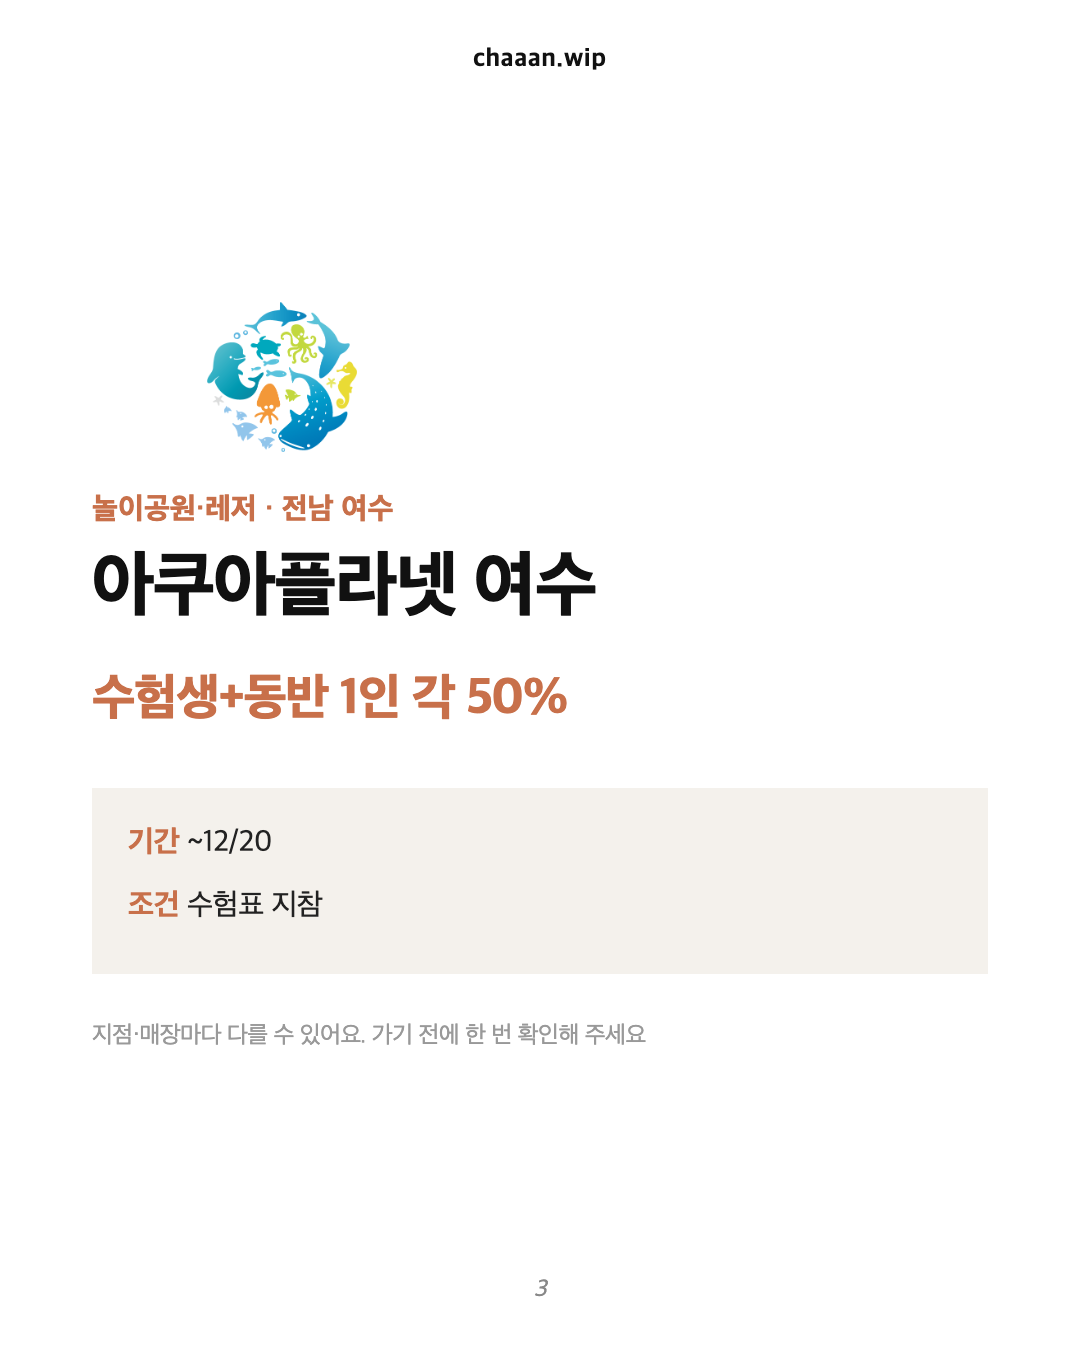 chaaan.wip
놀이공원·레저 · 전남 여수
아쿠아플라넷 여수
수험생+동반 1인 각 50%
기간 ~12/20
조건 수험표 지참
지점·매장마다 다를 수 있어요. 가기 전에 한 번 확인해 주세요
3